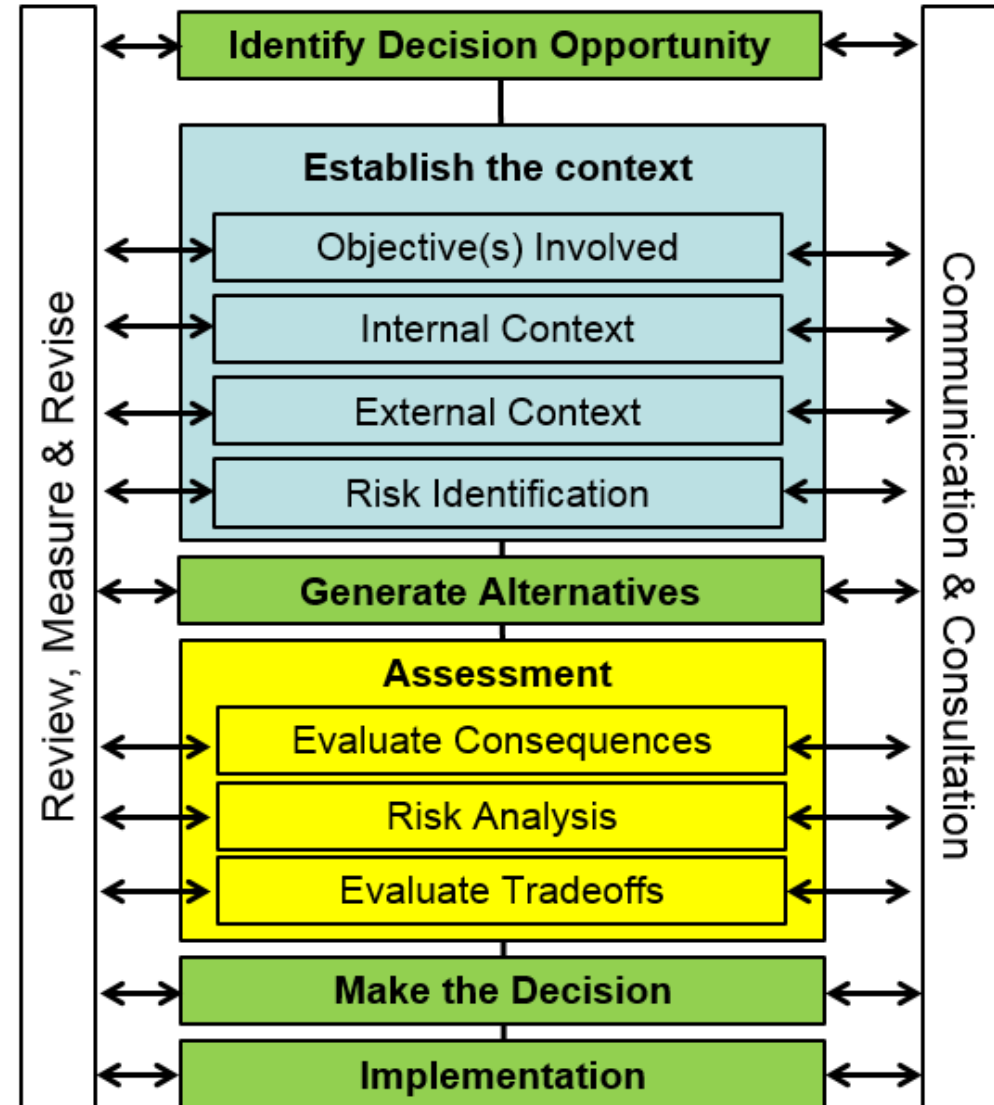 Identify Decision Opportunity
Establish the context
Objective(s) Involved
Internal Context
External Context
Risk Identification
Generate Alternatives
Assessment
Evaluate Consequences
Risk Analysis
Evaluate Tradeoffs
Make the Decision
Implementation
Review, Measure & Revise
Communication & Consultation